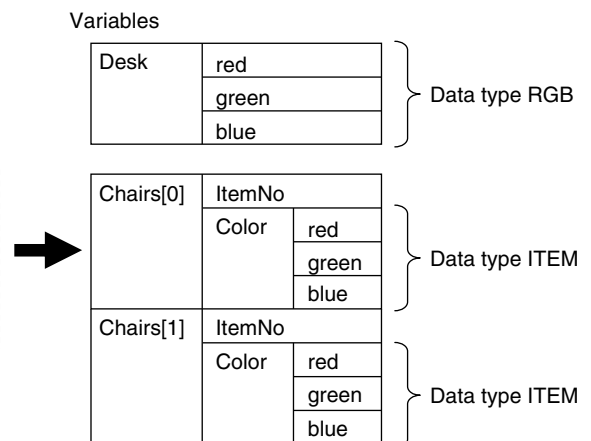 Variables
Desk red
green Data type RGB
blue
Chairs[0] ItemNo
Color red
green Data type ITEM
blue
Chairs[1] ItemNo
Color red
green Data type ITEM
blue